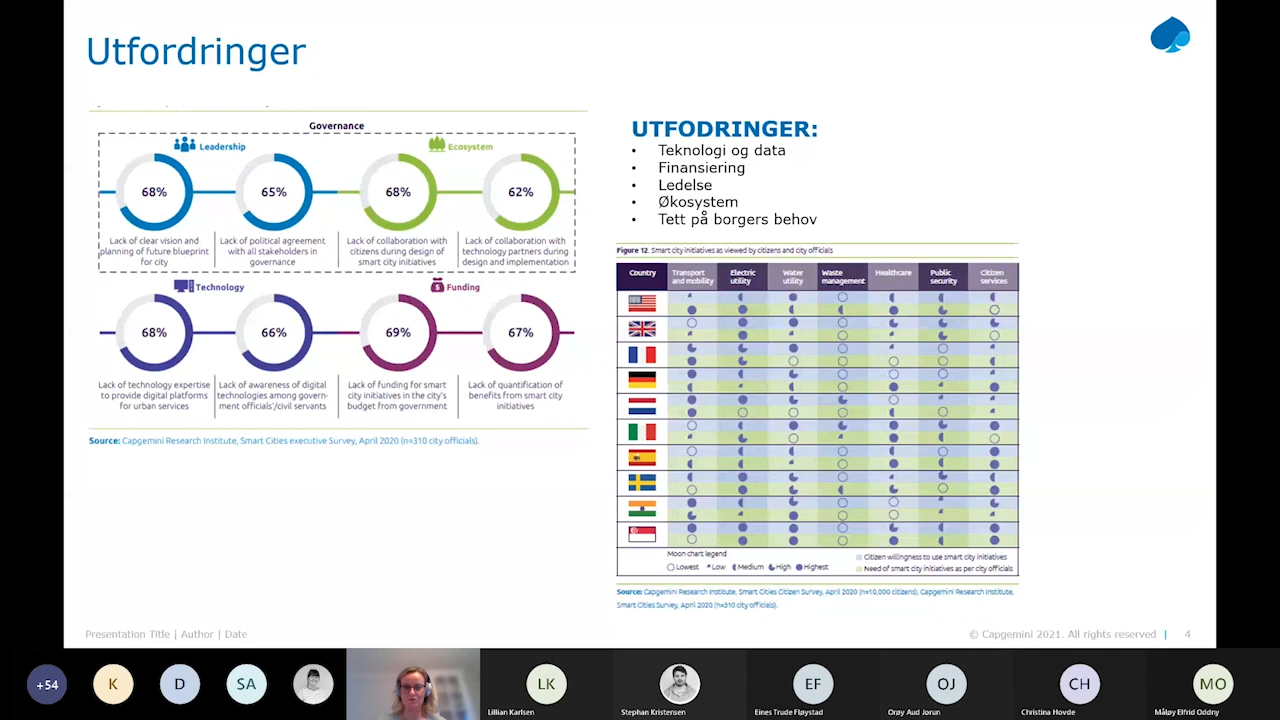 Utfordringer
Governance
Leadership
Ecosystem
68%
65%
68%
62%
Lack of clear vision and
planning of future blueprint
for city
Lack of political agreement
with all stakeholders in
governance
Lack of collaboration with
citizens during design of
smart city initiatives
Lack of collaboration with
technology partners during
design and implementation
Technology
Funding
68%
66%
69%
67%
Lack of technology expertise
to provide digital platforms
for urban services
Lack of awareness of digital
technologies among govern-
ment officials'/civil servants
Lack of funding for smart
city initiatives in the city's
budget from government
Lack of quantification of
benefits from smart city
initiatives
Source: Capgemini Research Institute, Smart Cities executive Survey, April 2020 (n=310 city officials).
UTFODRINGER:
• Teknologi og data
• Finansiering
• Ledelse
• Økosystem
• Tett på borgers behov
Figure 12. Smart city initiatives as viewed by citizens and city officials
Country
Transport
and mobility
Electric
utility
Water
utility
Waste
management
Healthcare
Public
security
Citizen
services
Moon chart legend
Lowest Low Medium High Highest
Citizen willingness to use smart city initiatives
Need of smart city initiatives as per city officials
Source: Capgemini Research Institute, Smart Cities Citizen Survey, April 2020 (n=10,000 citizens), Capgemini Research Institute,
Smart Cities Survey, April 2020 (n=310 city officials).
Presentation Title | Author | Date
© Capgemini 2021. All rights reserved | 4
+54
K
D
SA
LK
EF
OJ
CH
MO
Lillian Karlsen
Stephan Kristensen
Eines Trude Fløystad
Orøy Aud Jorun
Christina Hovde
Måløy Elfrid Oddny